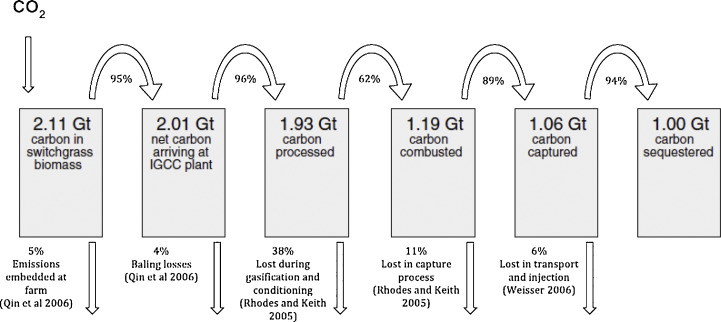 CO2
95%
96%
62%
89%
94%
2.11 Gt
carbon in
switchgrass
biomass
2.01 Gt
net carbon
arriving at
IGCC plant
1.93 Gt
carbon
processed
1.19 Gt
carbon
combusted
1.06 Gt
carbon
captured
1.00 Gt
carbon
sequestered
5%
Emissions
embedded at
farm
(Qin et al 2006)
4%
Baling losses
(Qin et al 2006)
38%
Lost during
gasification and
conditioning
(Rhodes and Keith
2005)
11%
Lost in capture
process
(Rhodes and Keith
2005)
6%
Lost in transport
and injection
(Weisser 2006)